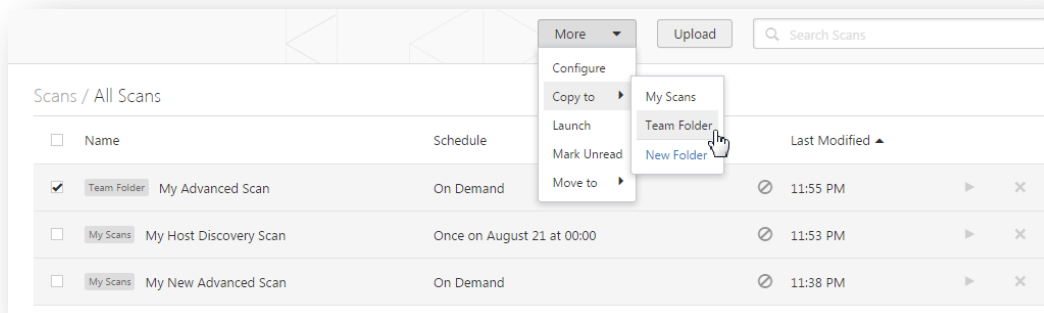 More
Upload
Search Scans
Configure
Copy to
My Scans
Launch
Team Folder
Mark Unread
New Folder
Move to
Scans / All Scans
Name
Schedule
Last Modified
Team Folder My Advanced Scan On Demand 11:55 PM
My Scans My Host Discovery Scan Once on August 21 at 00:00 11:53 PM
My Scans My New Advanced Scan On Demand 11:38 PM